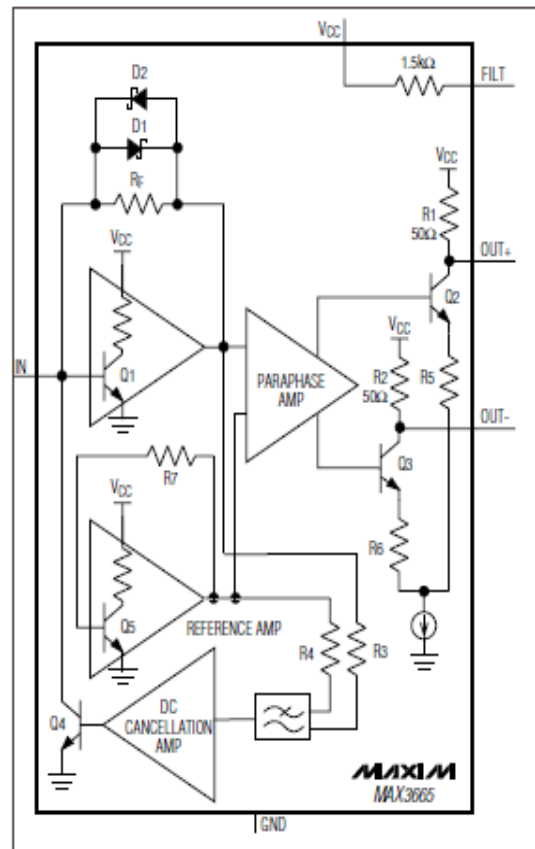 VCC
1.5kΩ
FILT
D2
D1
RF
VCC
R1
50Ω
OUT+
VCC
Q2
IN
Q1
PARAPHASE
AMP
VCC
R2
50Ω
R5
OUT-
Q3
R7
VCC
R6
Q5
REFERENCE AMP
R4
R3
DC
CANCELLATION
AMP
Q4
MAXIM
MAX3665
GND